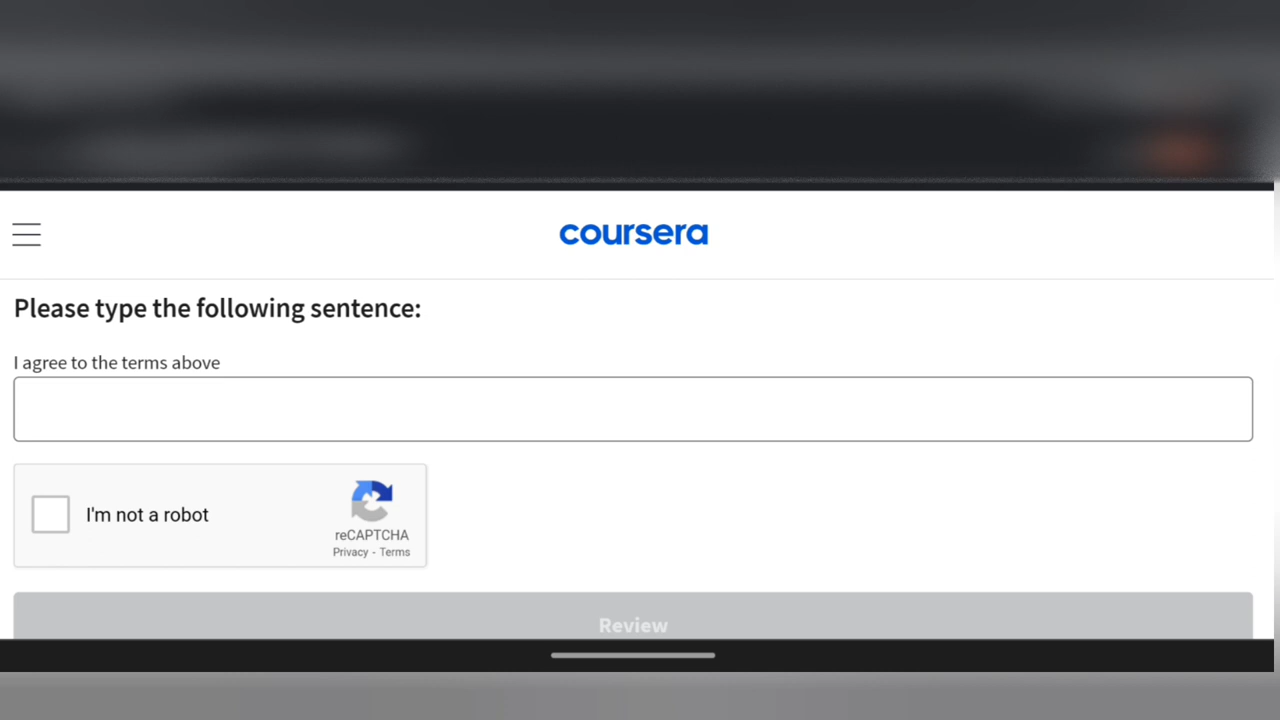 coursera
Please type the following sentence:
I agree to the terms above
I'm not a robot
reCAPTCHA
Privacy - Terms
Review